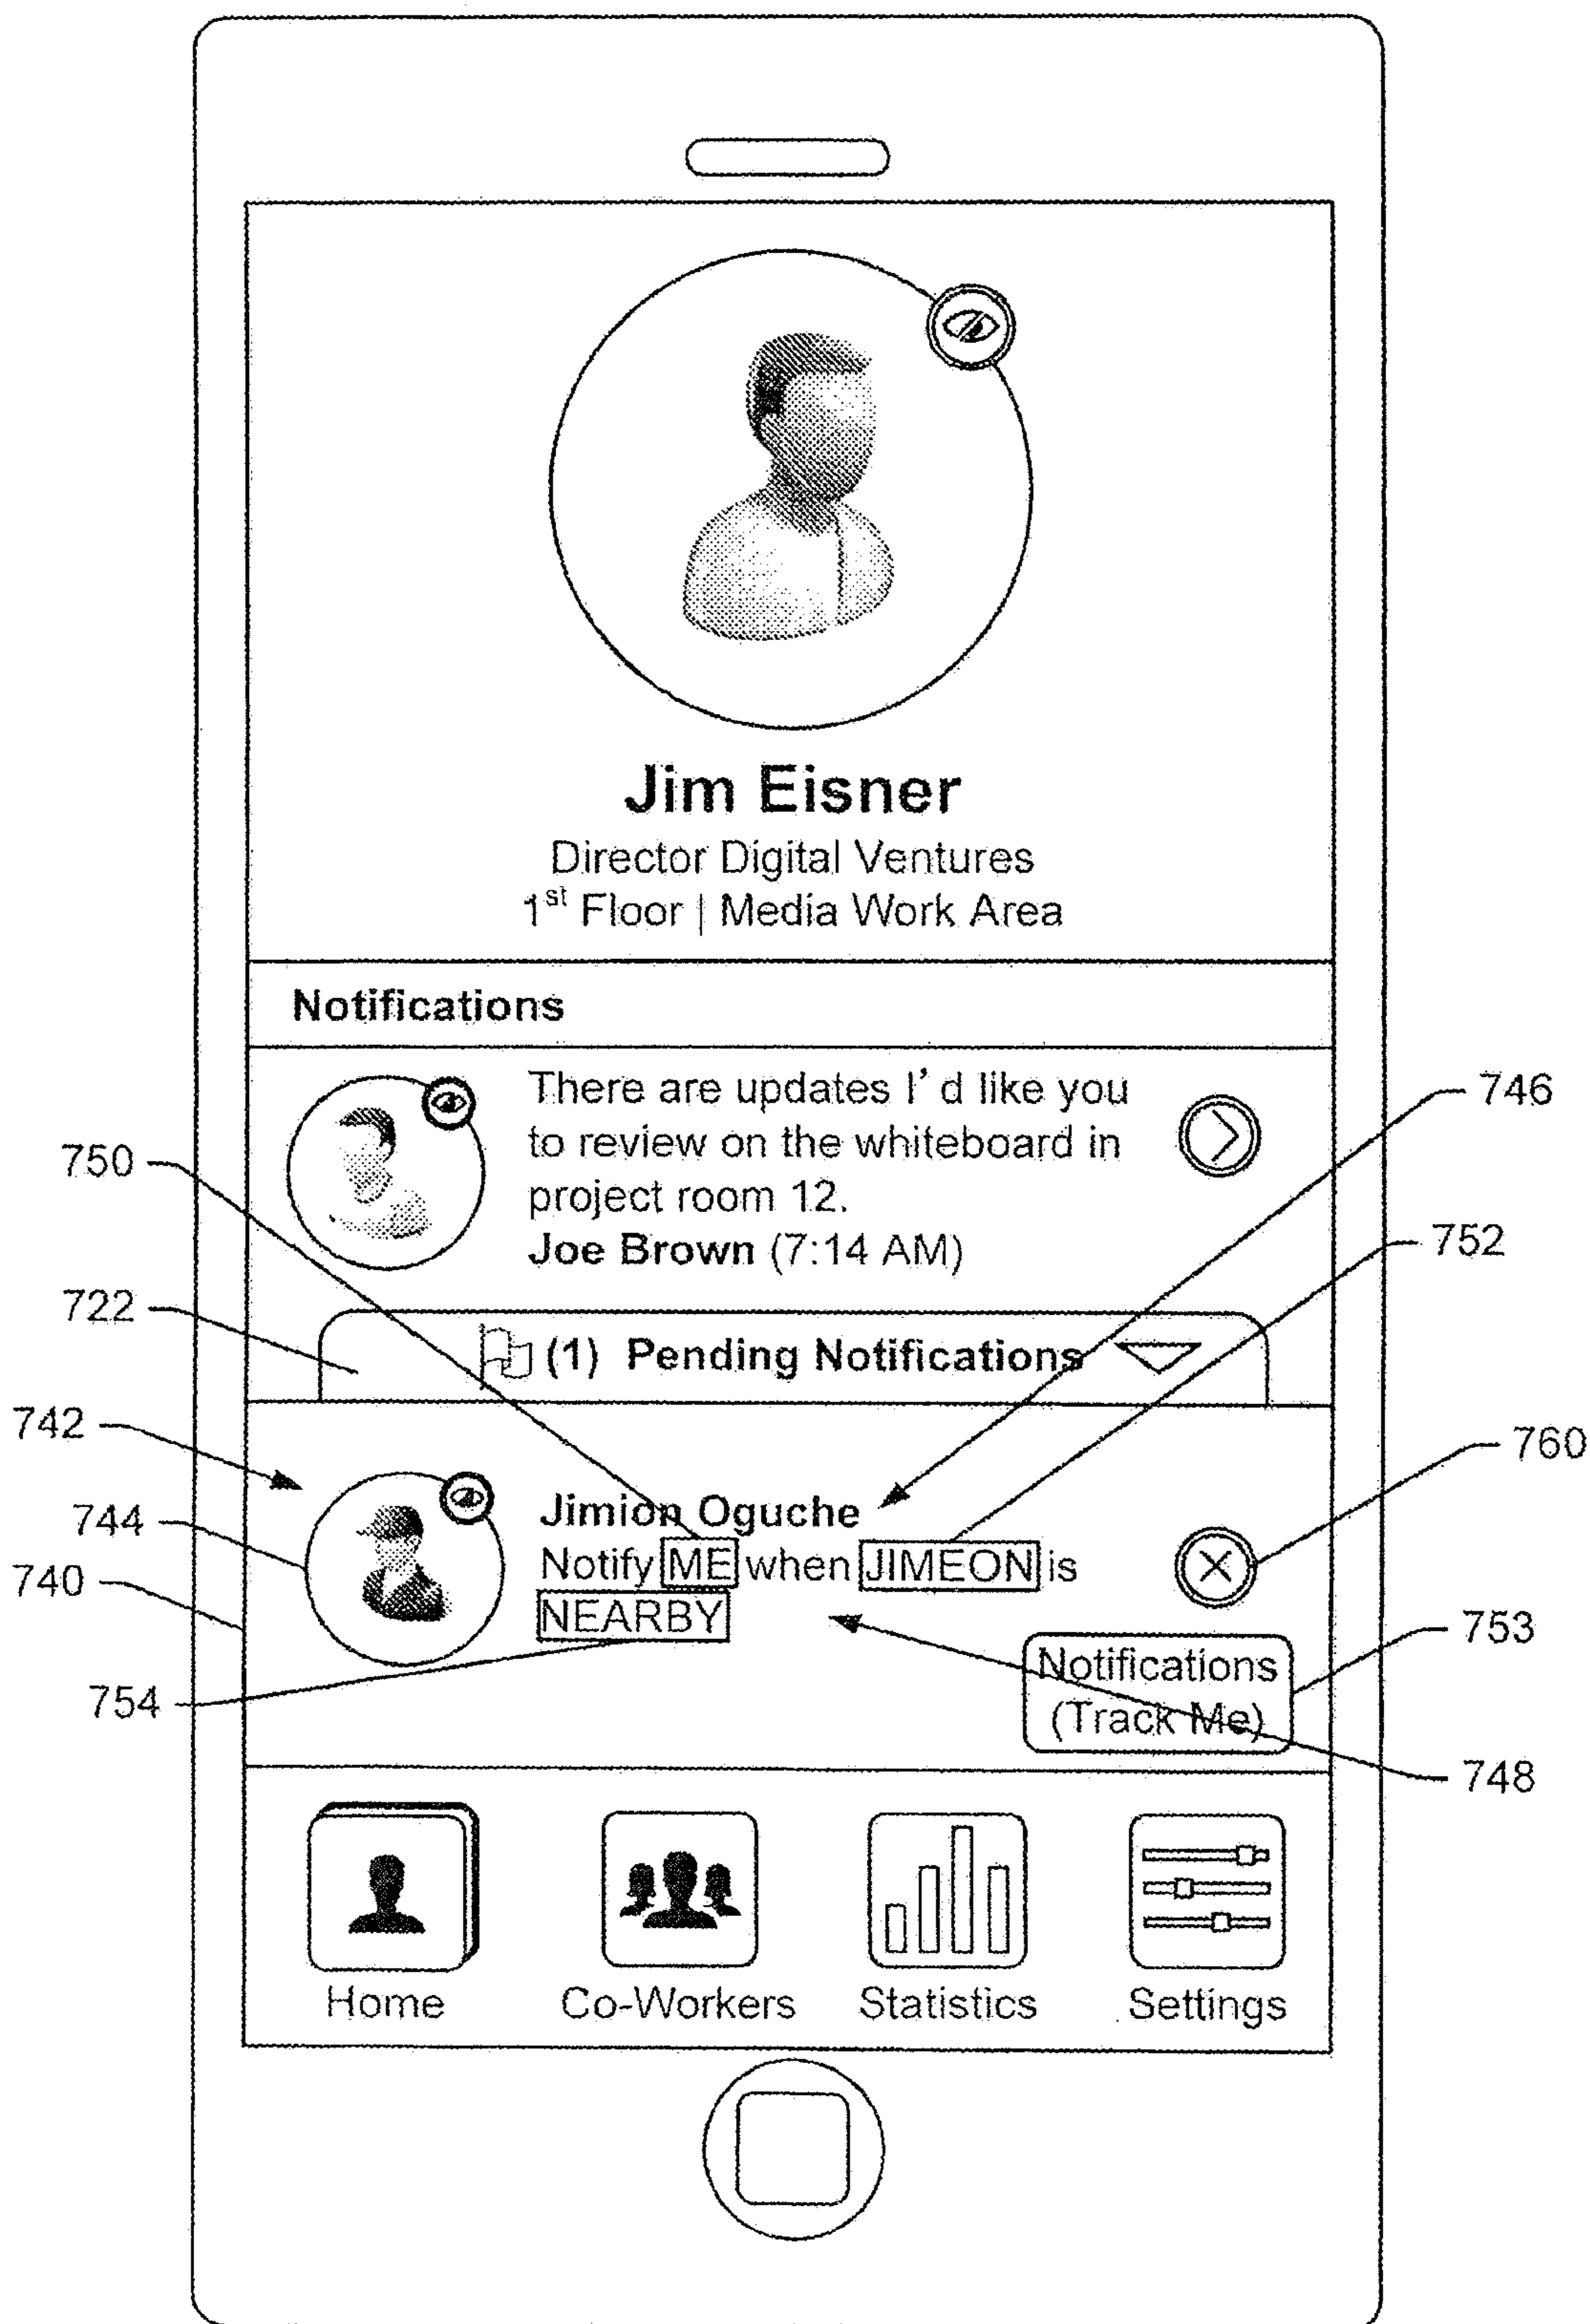 Jim Eisner
Director Digital Ventures
1st Floor | Media Work Area
Notifications
There are updates I' d like you
to review on the whiteboard in
project room 12.
Joe Brown (7:14 AM)
746
750
752
722
(1) Pending Notifications
742
760
744
Jimion Oguche
Notify ME when JIMEON is
NEARBY
740
753
Notifications
(Track Me)
754
748
Home
Co-Workers
Statistics
Settings